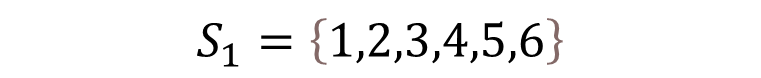 S₁ = {1,2,3,4,5,6}